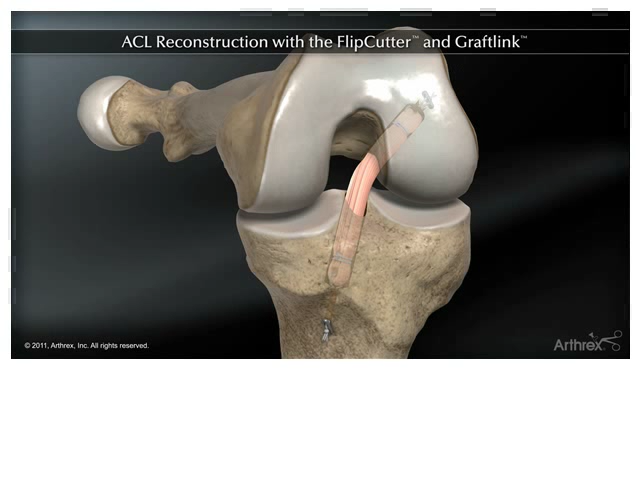 ACL Reconstruction with the FlipCutter™ and Graftlink™
© 2011, Arthrex, Inc. All rights reserved.
Arthrex